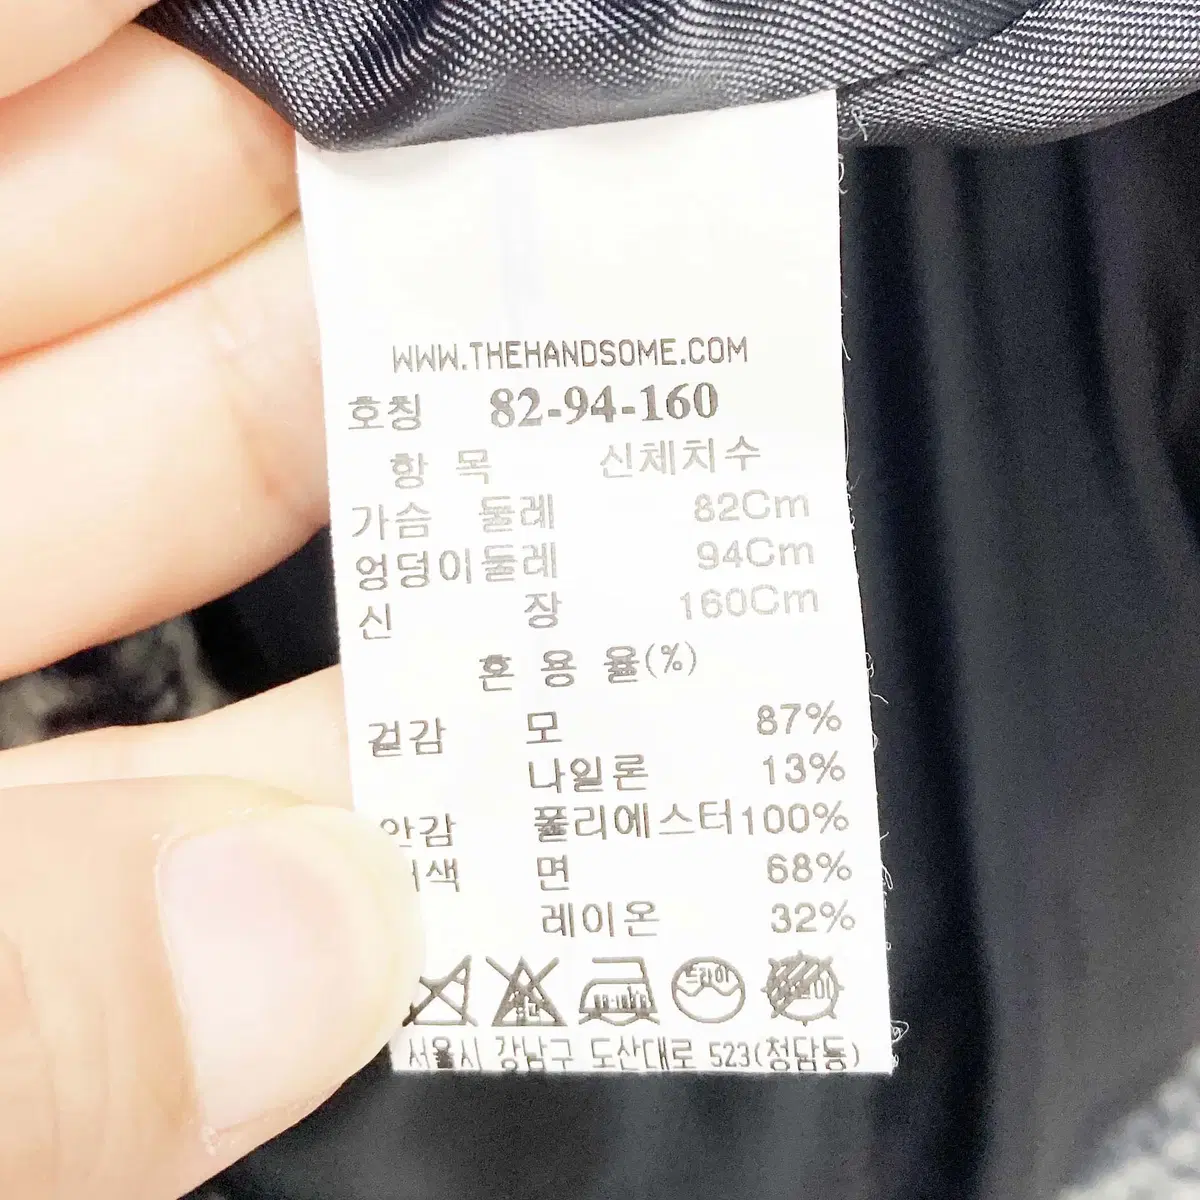 WWW.THEHANDSOME.COM
호칭 82-94-160
항 목 신체치수
가슴 둘레 82Cm
엉덩이둘레 94Cm
신 장 160Cm
혼 용 율(%)
겉감 모 87%
나일론 13%
안감 폴리에스터100%
면 68%
레이온 32%
드라이
서울시 강남구 도산대로 523(청담동)